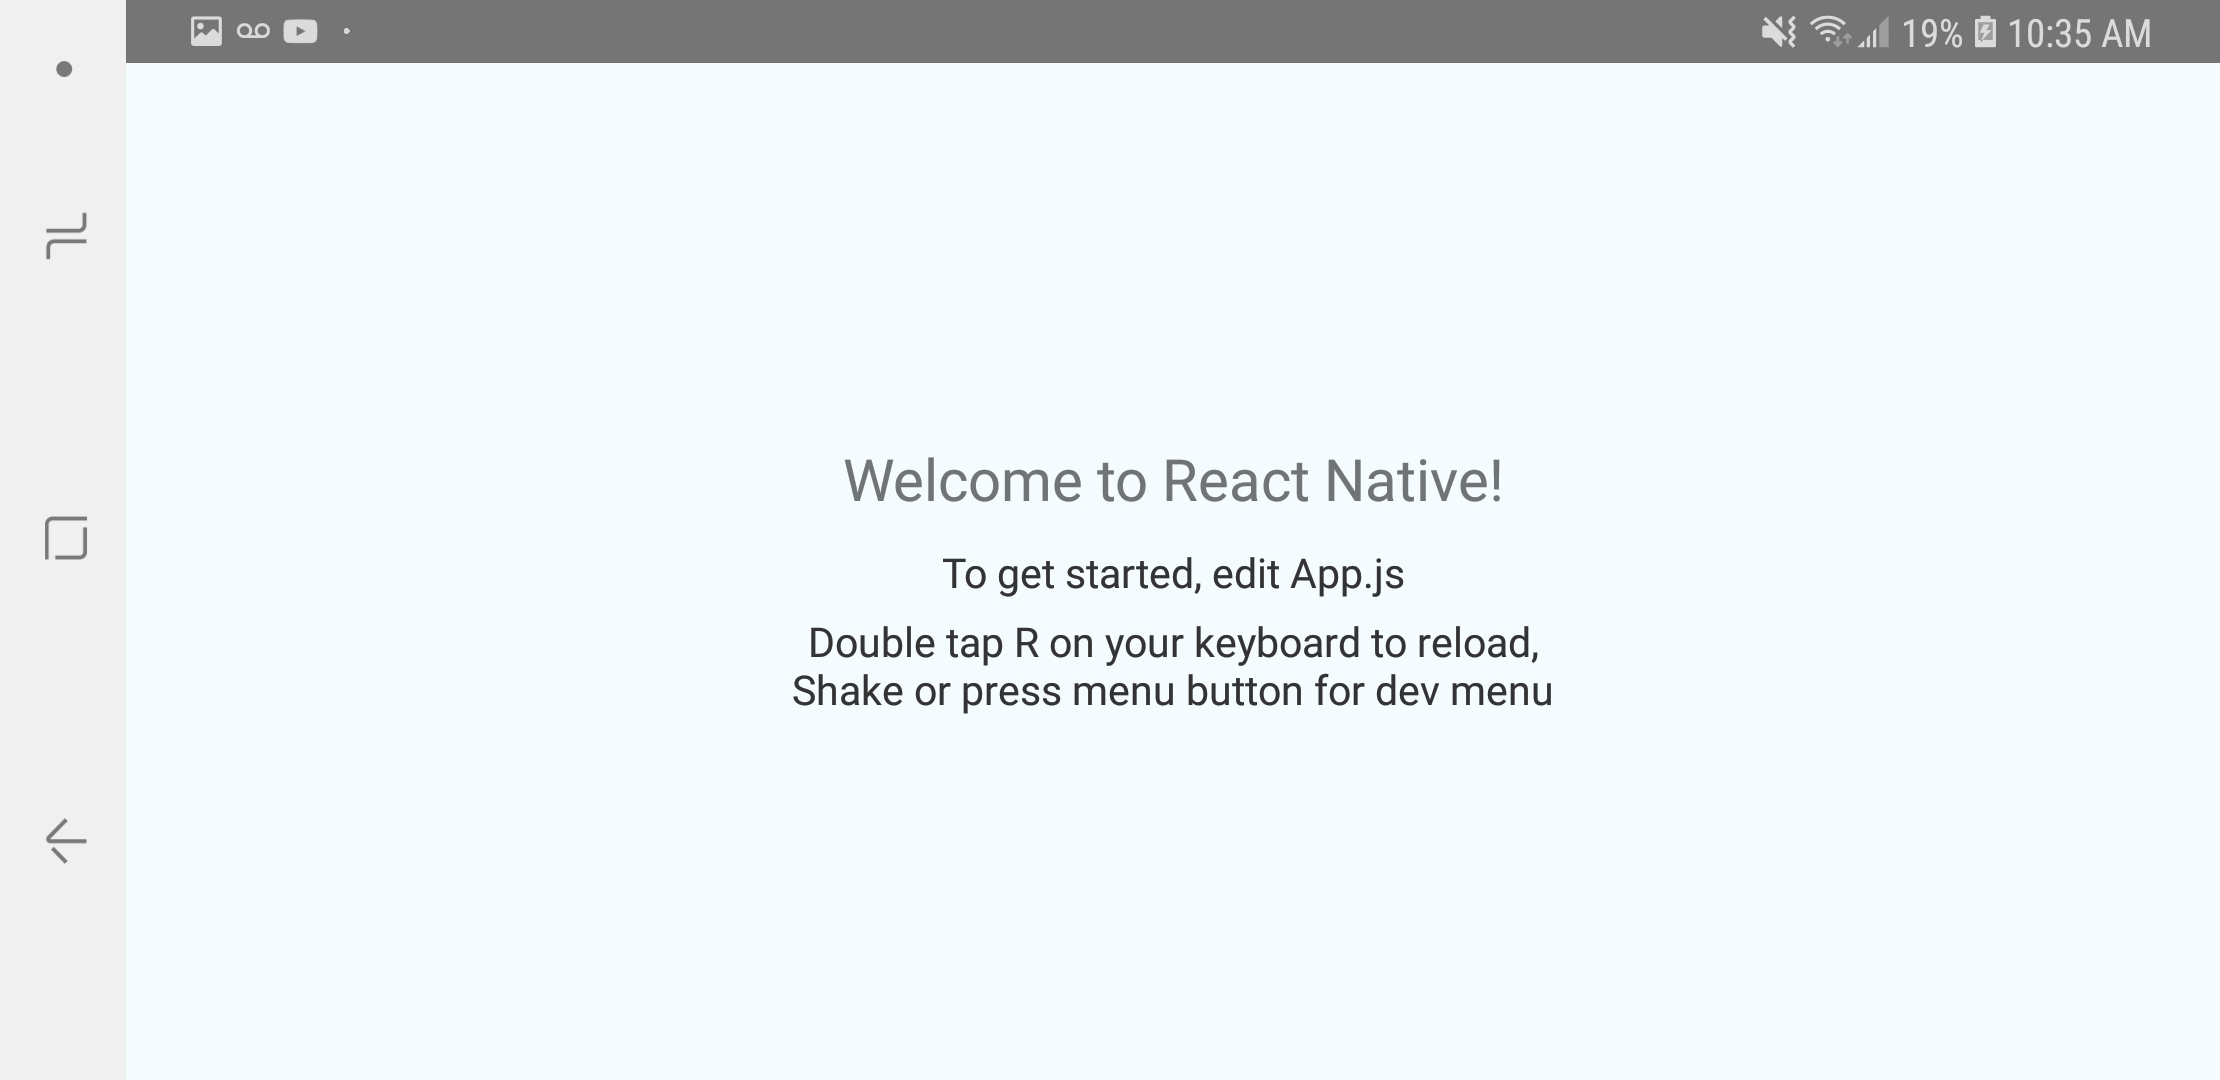 19% 10:35 AM
Welcome to React Native!
To get started, edit App.js
Double tap R on your keyboard to reload,
Shake or press menu button for dev menu